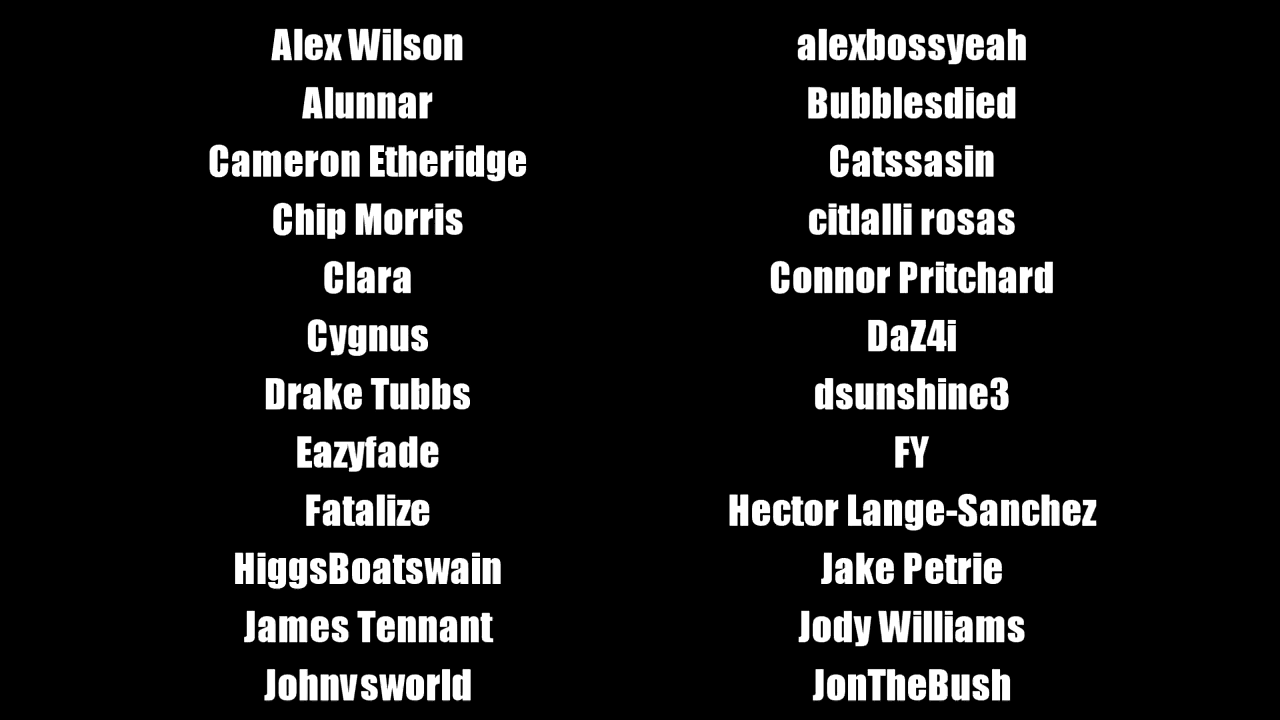 Alex Wilson
alexbossyeah
Alunnar
Bubblesdied
Cameron Etheridge
Catssasin
Chip Morris
citlalli rosas
Clara
Connor Pritchard
Cygnus
DaZ4i
Drake Tubbs
dsunshine3
Eazyfade
FY
Fatalize
Hector Lange-Sanchez
HiggsBoatswain
Jake Petrie
James Tennant
Jody Williams
Johnvsworld
JonTheBush